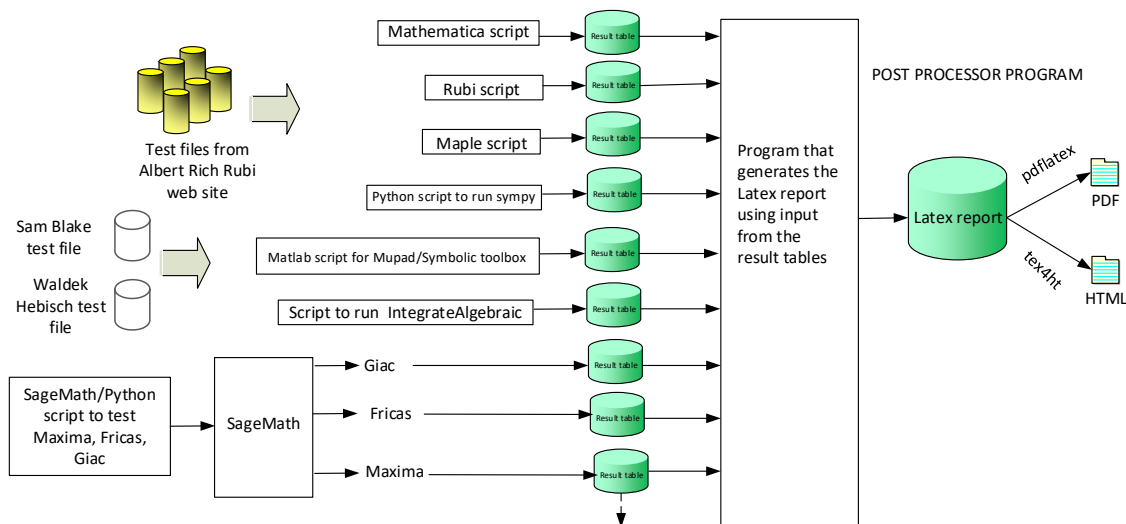 Mathematica script
Result table
Rubi script
Result table
Maple script
Result table
Python script to run sympy
Result table
Matlab script for Mupad/Symbolic toolbox
Result table
Script to run IntegrateAlgebraic
Result table
Test files from
Albert Rich Rubi
web site
Sam Blake
test file
Waldek
Hebisch test
file
SageMath/Python
script to test
Maxima, Fricas,
Giac
SageMath
Giac
Result table
Fricas
Result table
Maxima
Result table
Program that
generates the
Latex report
using input
from the
result tables
POST PROCESSOR PROGRAM
Latex report
pdflatex
PDF
tex4ht
HTML